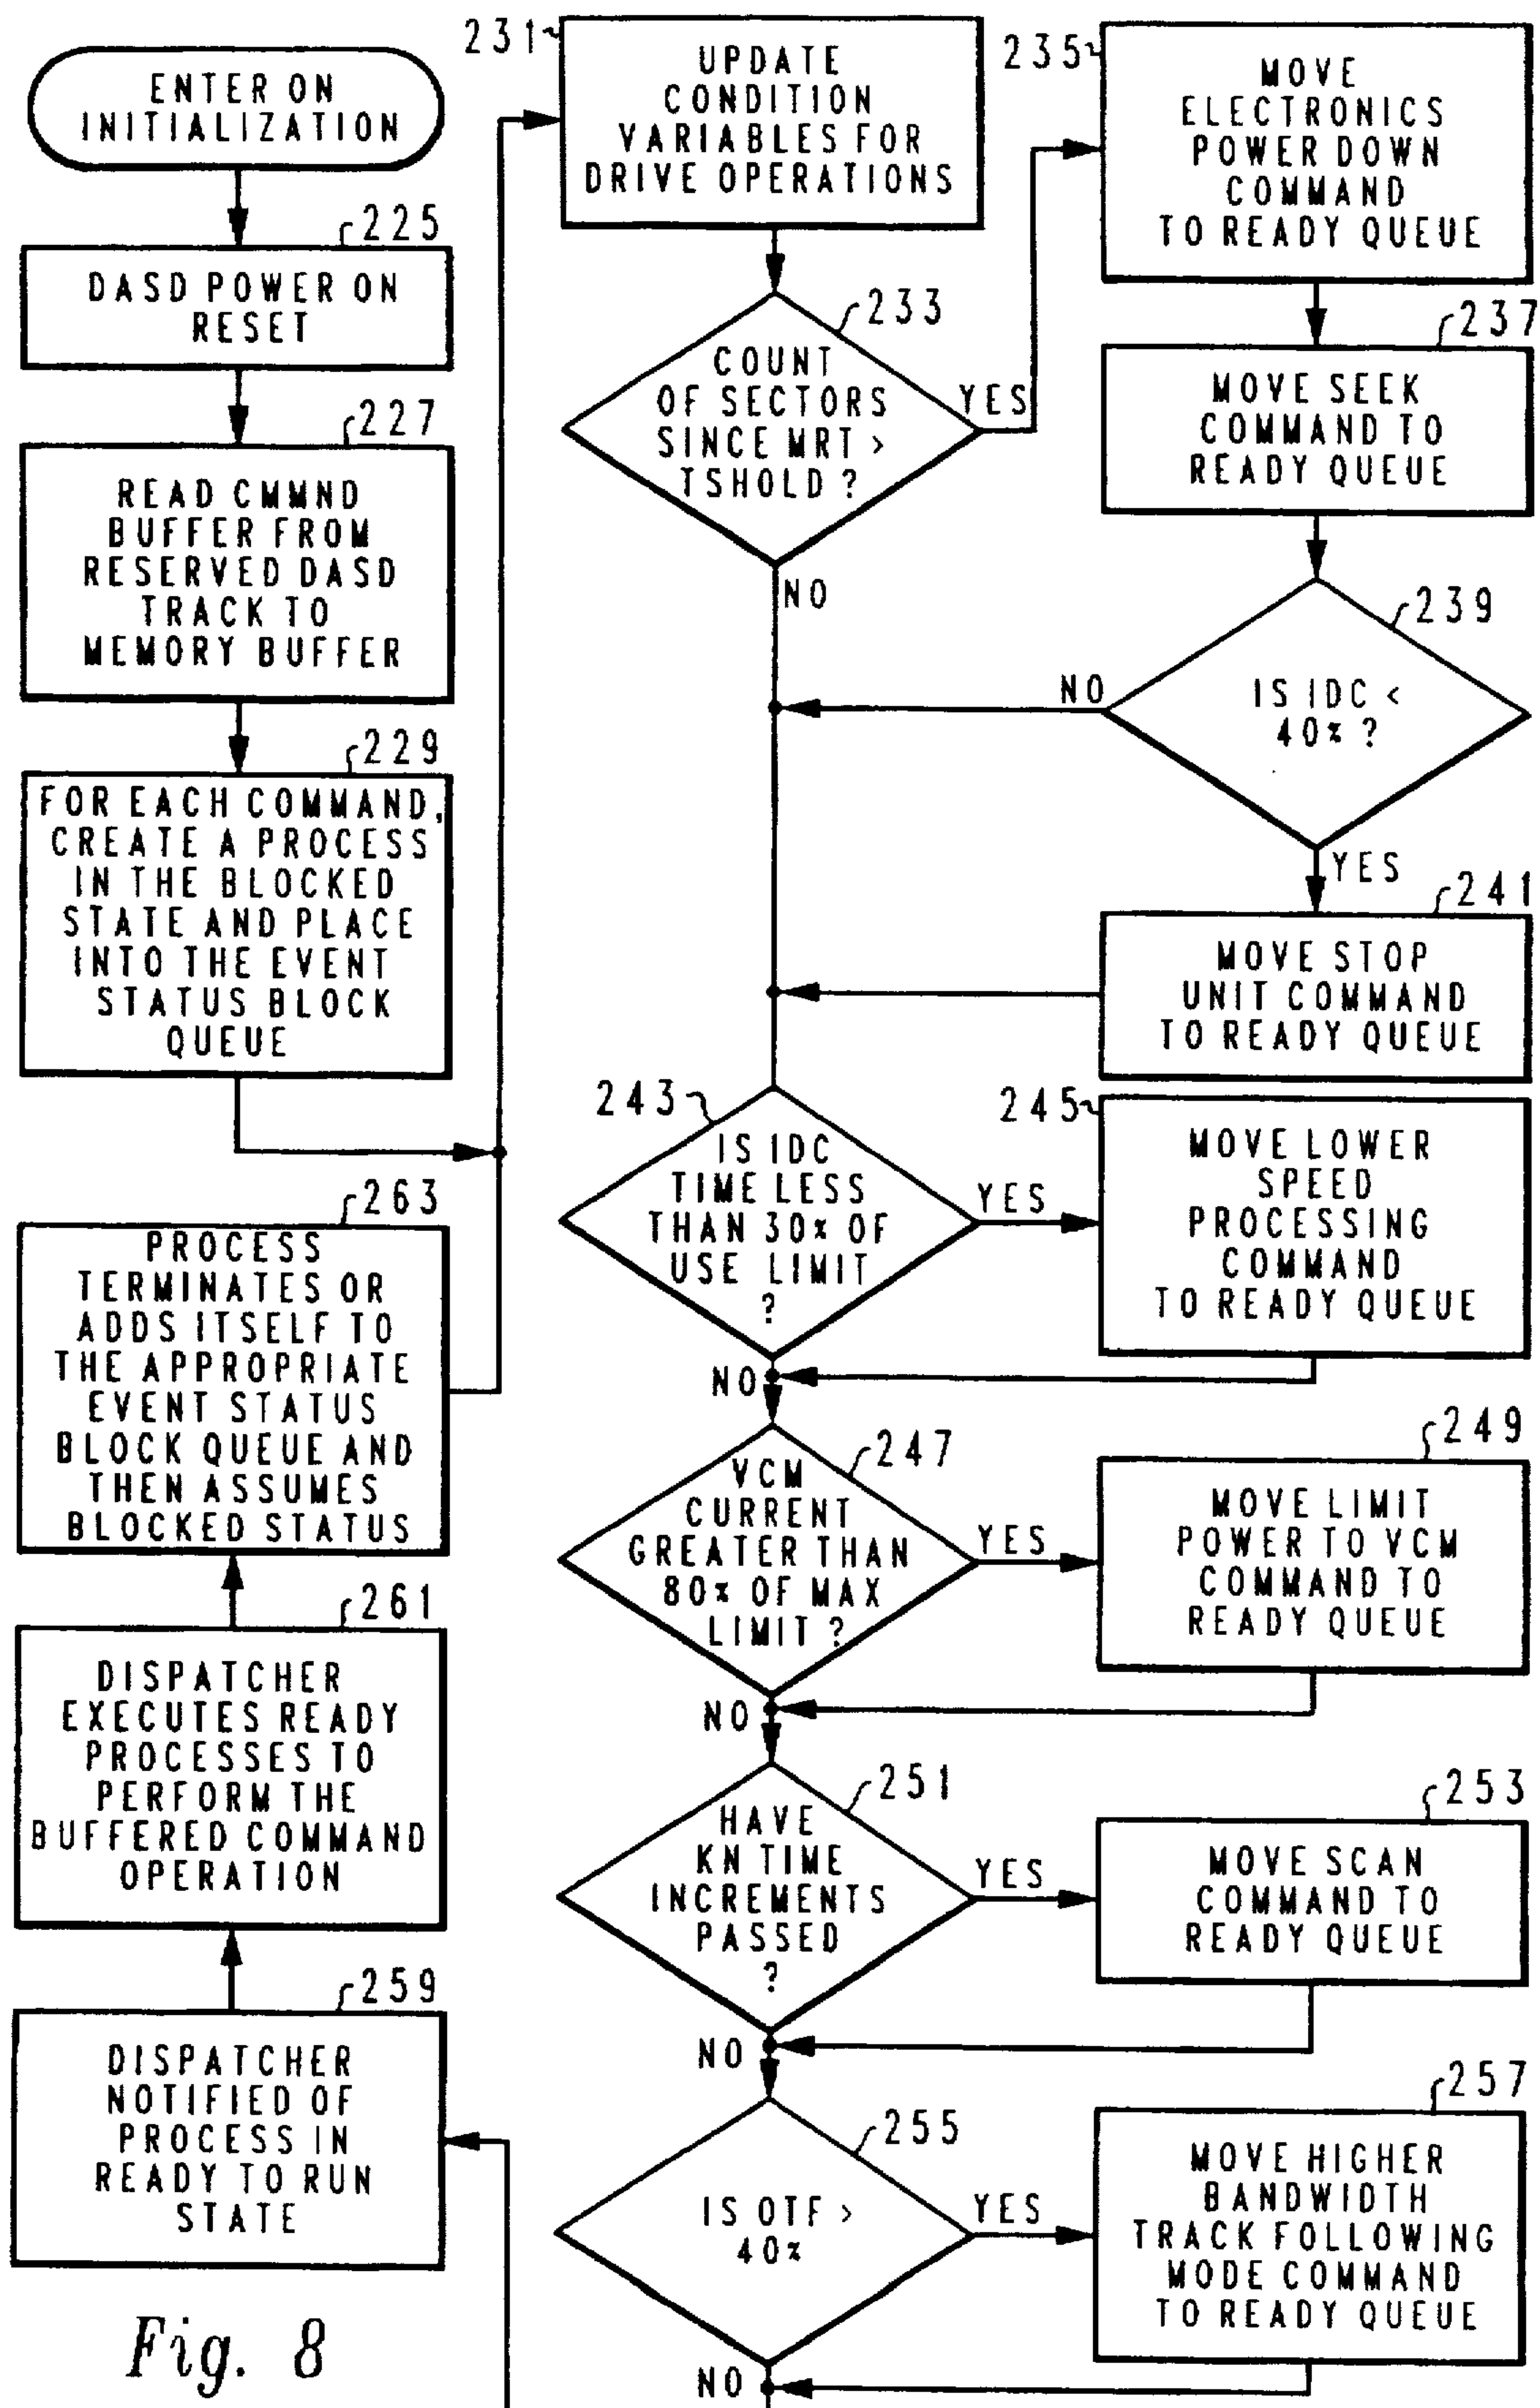 ENTER ON
INITIALIZATION
225
DASD POWER ON
RESET
227
READ CMMND
BUFFER FROM
RESERVED DASD
TRACK TO
MEMORY BUFFER
229
FOR EACH COMMAND,
CREATE A PROCESS
IN THE BLOCKED
STATE AND PLACE
INTO THE EVENT
STATUS BLOCK
QUEUE
263
PROCESS
TERMINATES OR
ADDS ITSELF TO
THE APPROPRIATE
EVENT STATUS
BLOCK QUEUE AND
THEN ASSUMES
BLOCKED STATUS
261
DISPATCHER
EXECUTES READY
PROCESSES TO
PERFORM THE
BUFFERED COMMAND
OPERATION
259
DISPATCHER
NOTIFIED OF
PROCESS IN
READY TO RUN
STATE
Fig. 8
231
UPDATE
CONDITION
VARIABLES FOR
DRIVE OPERATIONS
233
COUNT
OF SECTORS
SINCE MRT >
TSHOLD ?
YES
NO
235
MOVE
ELECTRONICS
POWER DOWN
COMMAND
TO READY QUEUE
237
MOVE SEEK
COMMAND TO
READY QUEUE
239
IS IDC <
40% ?
NO
YES
241
MOVE STOP
UNIT COMMAND
TO READY QUEUE
243
IS IDC
TIME LESS
THAN 30% OF
USE LIMIT
?
YES
NO
245
MOVE LOWER
SPEED
PROCESSING
COMMAND
TO READY QUEUE
247
VCM
CURRENT
GREATER THAN
80% OF MAX
LIMIT ?
YES
NO
249
MOVE LIMIT
POWER TO VCM
COMMAND TO
READY QUEUE
251
HAVE
KN TIME
INCREMENTS
PASSED
?
YES
NO
253
MOVE SCAN
COMMAND TO
READY QUEUE
255
IS OTF >
40%
YES
NO
257
MOVE HIGHER
BANDWIDTH
TRACK FOLLOWING
MODE COMMAND
TO READY QUEUE